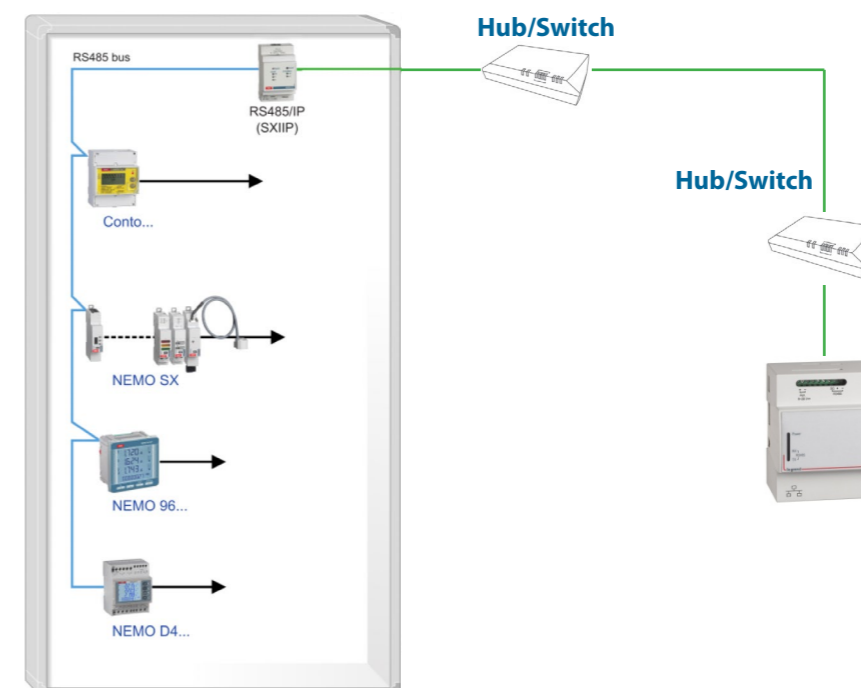 Hub/Switch
RS485 bus
RS485/IP
(SXIIP)
Conto...
Hub/Switch
NEMO SX
NEMO 96...
NEMO D4...